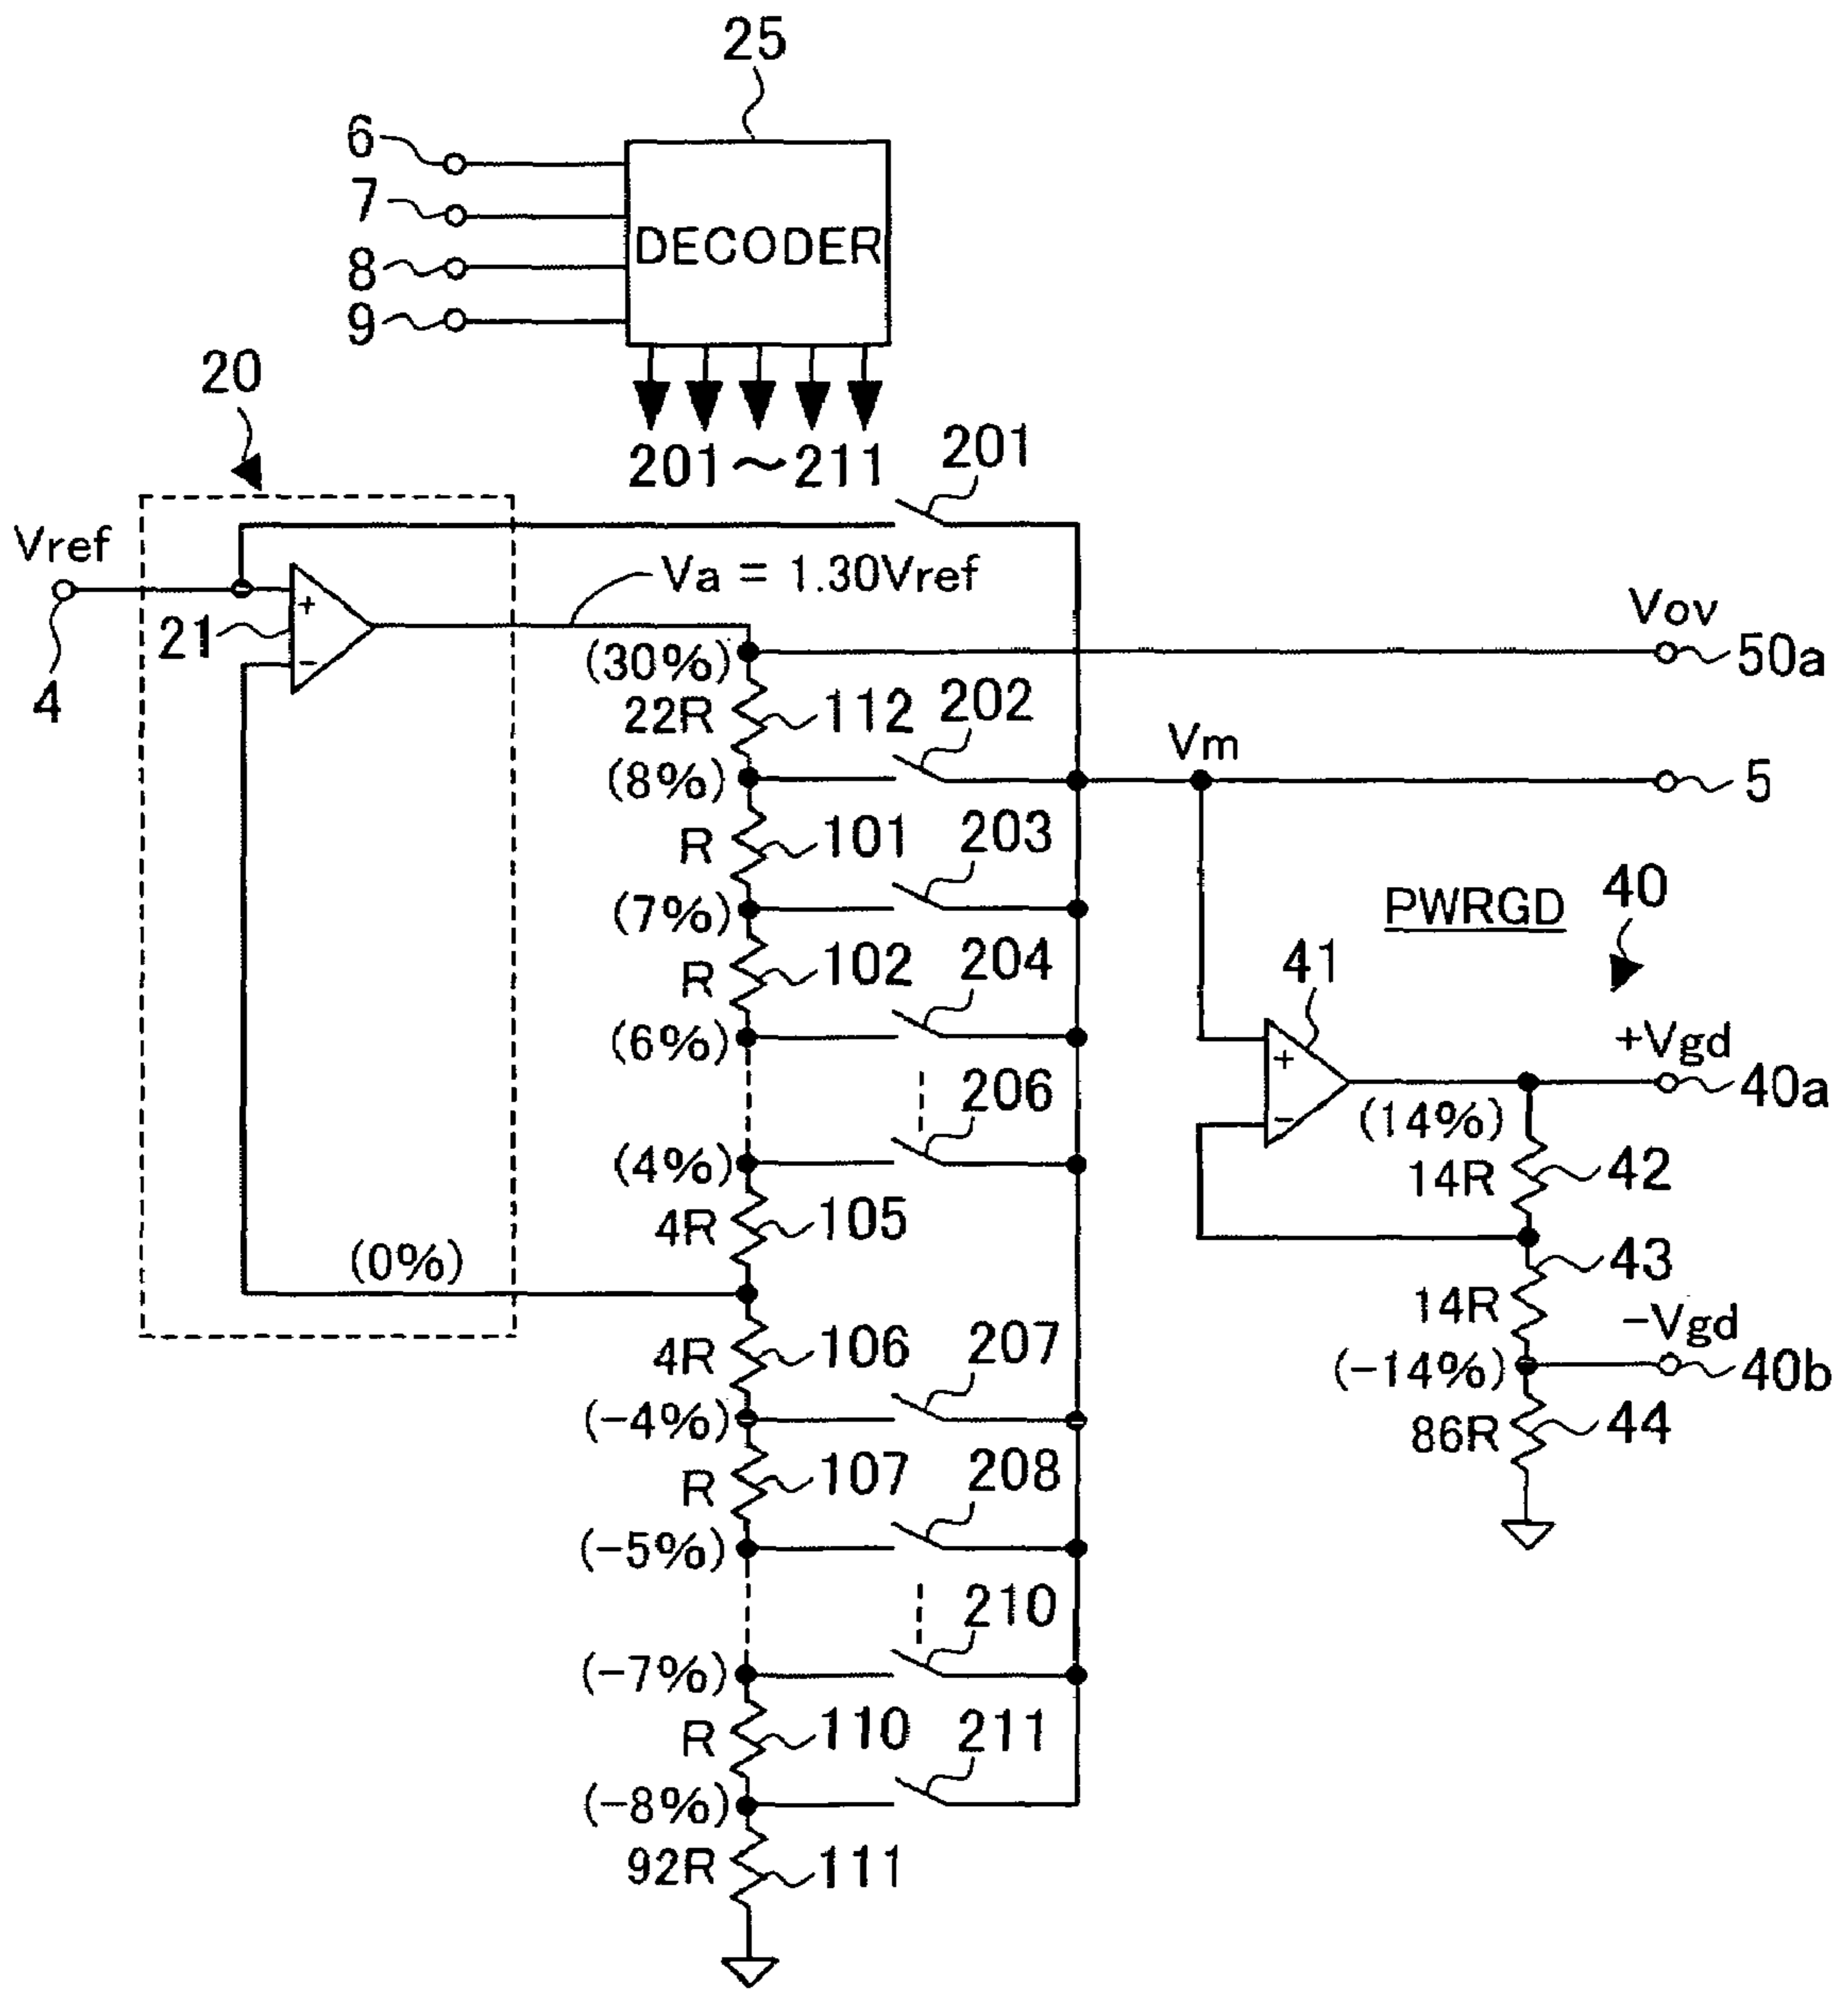 25
6
7
8
9
DECODER
20
201～211
201
Vref
4
21
Va = 1.30Vref
Vov
50a
(30%)
22R
112
202
Vm
5
(8%)
R
101
203
(7%)
PWRGD
40
R
102
204
41
(6%)
+Vgd
40a
206
(14%)
(4%)
14R
42
4R
105
(0%)
43
14R
-Vgd
4R
106
207
(-14%)
40b
(-4%)
86R
44
R
107
208
(-5%)
210
(-7%)
R
110
211
(-8%)
92R
111